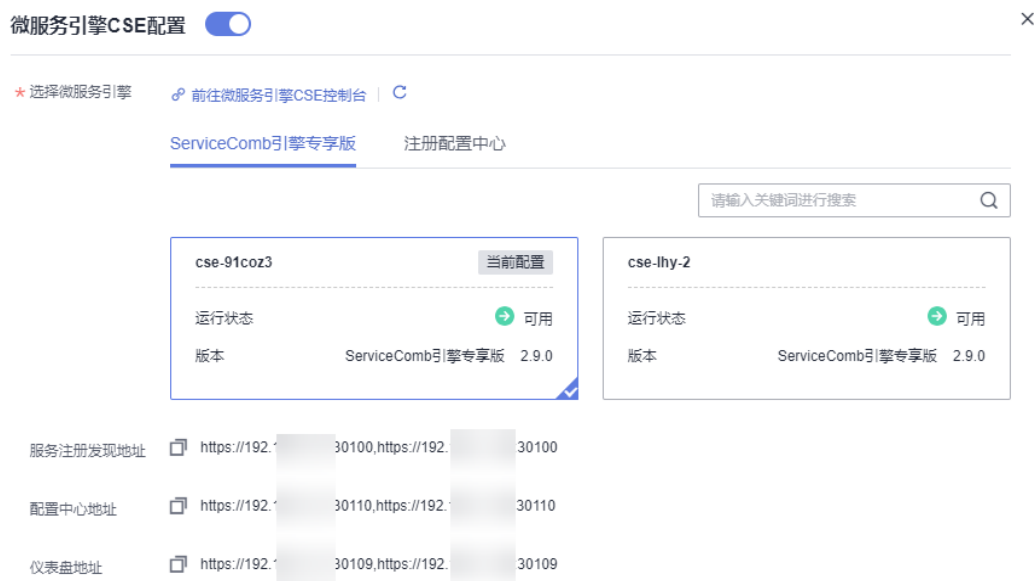 微服务引擎CSE配置
* 选择微服务引擎 前往微服务引擎CSE控制台
ServiceComb引擎专享版 注册配置中心
请输入关键词进行搜索
cse-91coz3 当前配置
运行状态 可用
版本 ServiceComb引擎专享版 2.9.0
cse-lhy-2
运行状态 可用
版本 ServiceComb引擎专享版 2.9.0
服务注册发现地址 https://192. 30100,https://192. 30100
配置中心地址 https://192. 30110,https://192. 30110
仪表盘地址 https://192. 30109,https://192. 30109